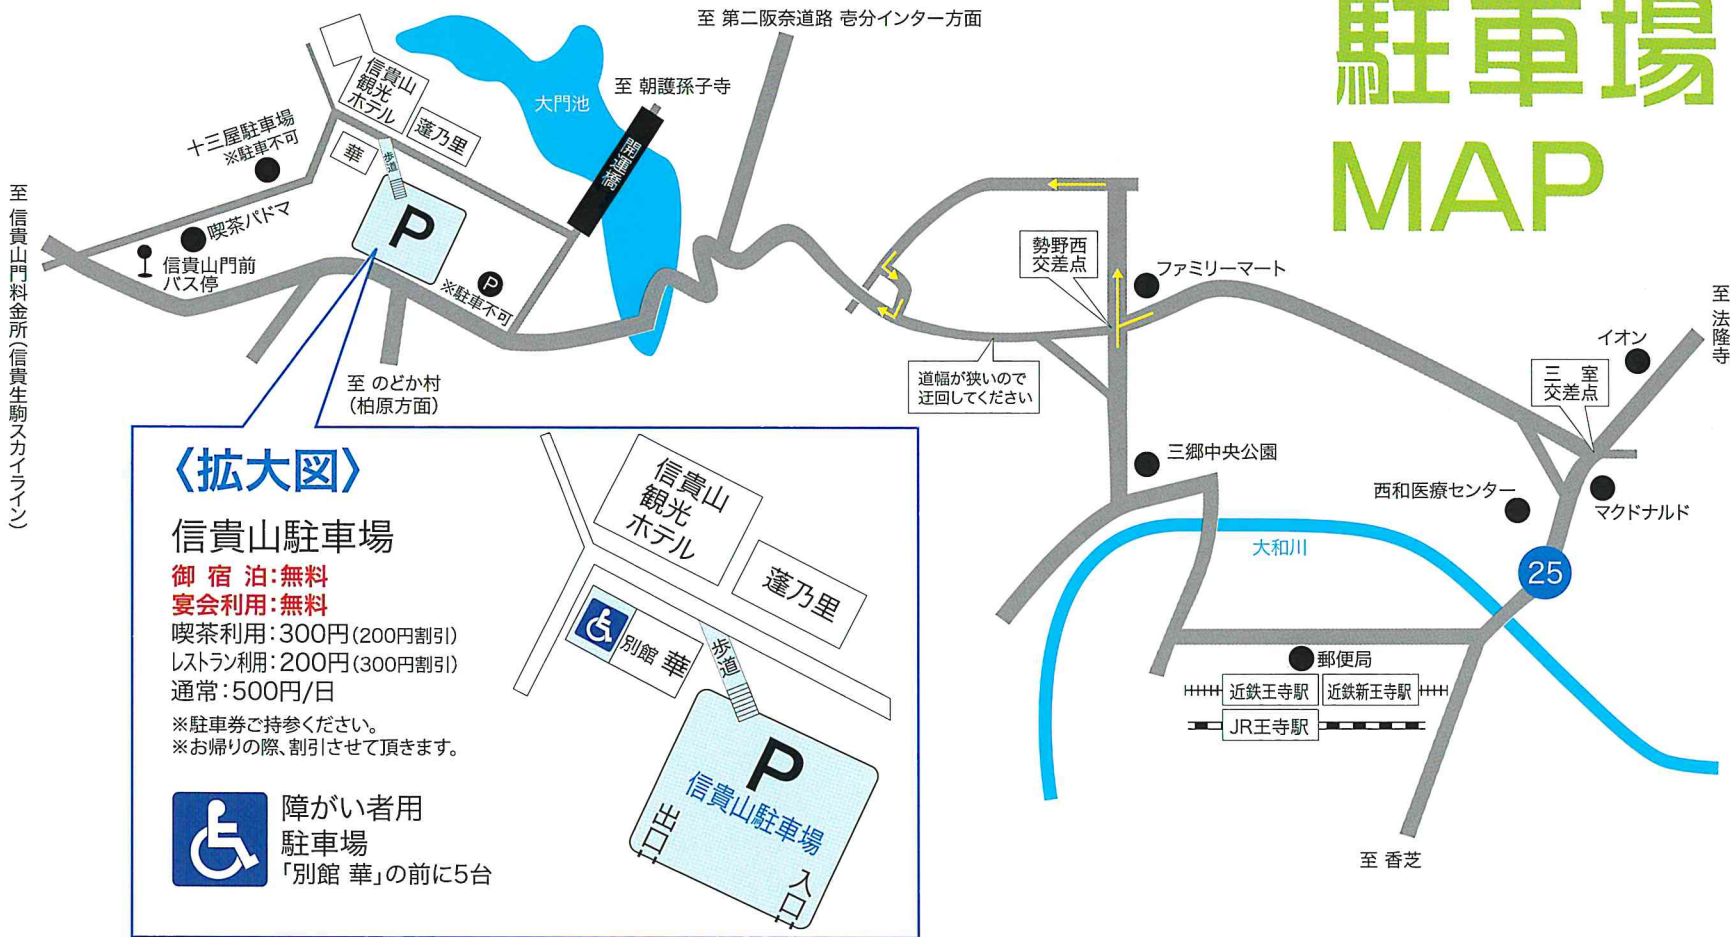 駐車場
MAP
至 第二阪奈道路 壱分インター方面
信貴山
観光
ホテル
蓬乃里
華
歩道
P
十三屋駐車場
※駐車不可
喫茶パドマ
信貴山門前
バス停
至 信貴山門料金所(信貴生駒スカイライン)
大門池
至 朝護孫子寺
開運橋
P
※駐車不可
至 のどか村
(柏原方面)
勢野西
交差点
ファミリーマート
道幅が狭いので
迂回してください
至 法隆寺
イオン
三 室
交差点
三郷中央公園
西和医療センター
マクドナルド
大和川
25
郵便局
近鉄王寺駅
近鉄新王寺駅
JR王寺駅
至 香芝
〈拡大図〉
信貴山駐車場
御 宿 泊:無料
宴会利用:無料
喫茶利用:300円(200円割引)
レストラン利用:200円(300円割引)
通常:500円/日
※駐車券ご持参ください。
※お帰りの際、割引させて頂きます。
障がい者用
駐車場
「別館 華」の前に5台
信貴山
観光
ホテル
蓬乃里
別館 華
歩道
P
信貴山駐車場
出口
入口